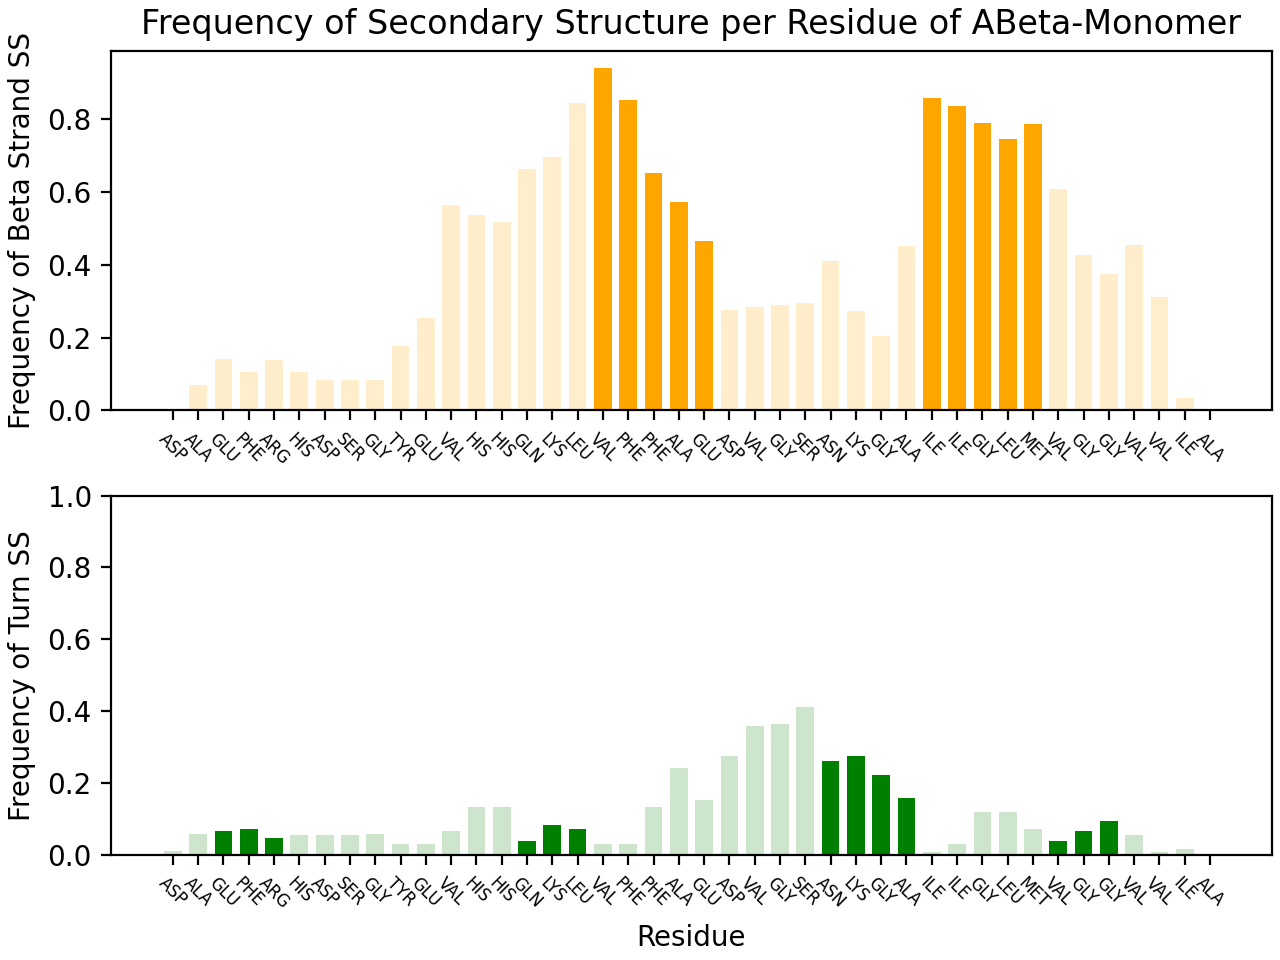 Frequency of Secondary Structure per Residue of ABeta-Monomer
Frequency of Beta Strand SS
0.8
0.6
0.4
0.2
0.0
ASP ALA GLU PHE ARG HIS ASP SER GLY TYR GLU VAL HIS HIS GLN LYS LEU VAL PHE PHE ALA GLU ASP VAL GLY SER ASN LYS GLY ALA ILE ILE GLY LEU MET VAL GLY GLY VAL VAL ILE ALA
Frequency of Turn SS
1.0
0.8
0.6
0.4
0.2
0.0
ASP ALA GLU PHE ARG HIS ASP SER GLY TYR GLU VAL HIS HIS GLN LYS LEU VAL PHE PHE ALA GLU ASP VAL GLY SER ASN LYS GLY ALA ILE ILE GLY LEU MET VAL GLY GLY VAL VAL ILE ALA
Residue